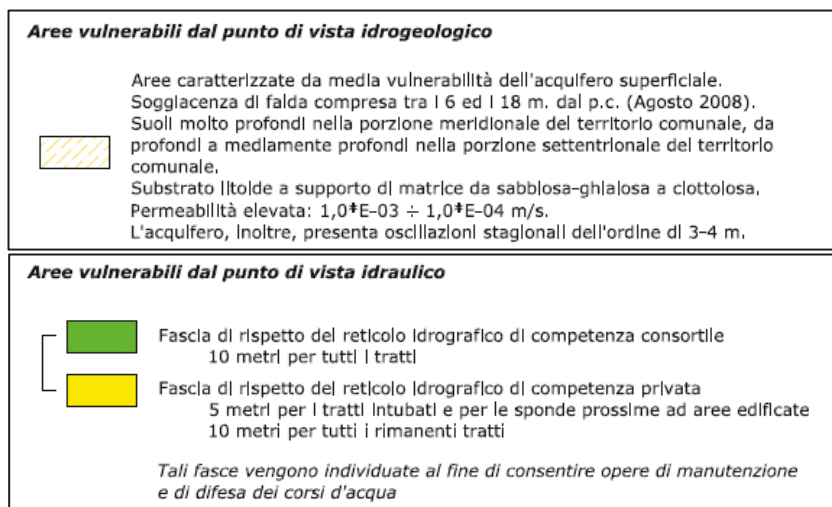 Aree vulnerabili dal punto di vista idrogeologico
Aree caratterizzate da media vulnerabilità dell'acquifero superficiale.
Soggiacenza di falda compresa tra i 6 ed i 18 m. dal p.c. (Agosto 2008).
Suoli molto profondi nella porzione meridionale del territorio comunale, da
profondi a mediamente profondi nella porzione settentrionale del territorio
comunale.
Substrato litoide a supporto di matrice da sabbiosa-ghiaiosa a ciottolosa.
Permeabilità elevata: 1,0*E-03 ÷ 1,0*E-04 m/s.
L'acquifero, inoltre, presenta oscillazioni stagionali dell'ordine di 3-4 m.
Aree vulnerabili dal punto di vista idraulico
Fascia di rispetto del reticolo idrografico di competenza consortile
10 metri per tutti i tratti
Fascia di rispetto del reticolo idrografico di competenza privata
5 metri per i tratti intubati e per le sponde prossime ad aree edificate
10 metri per tutti i rimanenti tratti
Tali fasce vengono individuate al fine di consentire opere di manutenzione
e di difesa dei corsi d'acqua